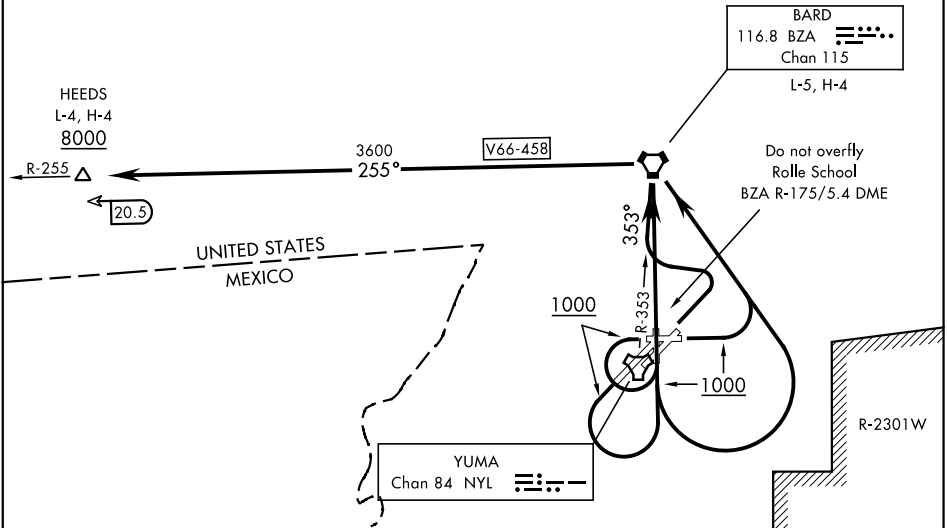 BARD
116.8 BZA
Chan 115
L-5, H-4
HEEDS
L-4, H-4
8000
R-255
20.5
3600
255°
V66-458
Do not overfly
Rolle School
BZA R-175/5.4 DME
UNITED STATES
MEXICO
353°
R-353
1000
1000
R-2301W
YUMA
Chan 84 NYL